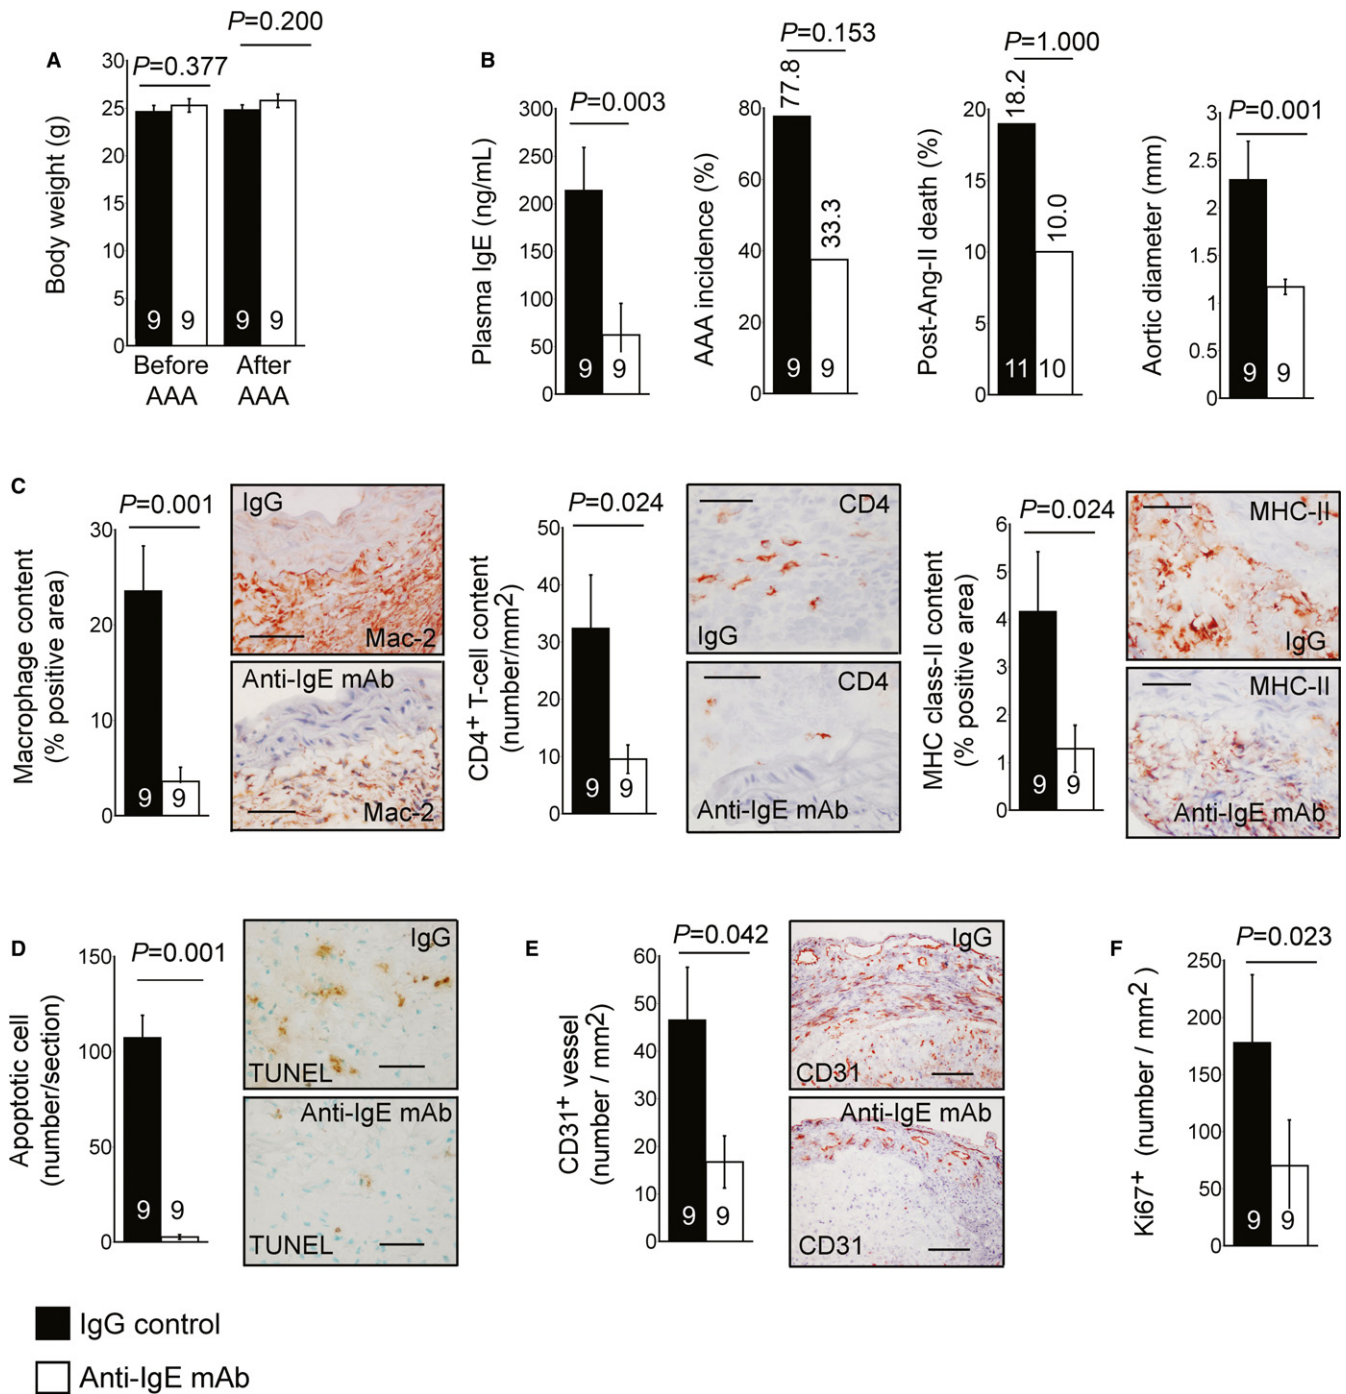 A
P=0.377
P=0.200
Body weight (g)
30
25
20
15
10
5
0
9
9
9
9
Before
AAA
After
AAA
B
P=0.003
Plasma IgE (ng/mL)
300
250
200
150
100
50
0
9
9
P=0.153
AAA incidence (%)
80
60
40
20
0
77.8
33.3
9
9
P=1.000
Post-Ang-II death (%)
20
15
10
5
0
18.2
10.0
11
10
P=0.001
Aortic diameter (mm)
3
2.5
2
1.5
1
0.5
0
9
9
C
P=0.001
Macrophage content
(% positive area)
30
20
10
0
9
9
IgG
Mac-2
Anti-IgE mAb
Mac-2
P=0.024
CD4+ T-cell content
(number/mm2)
50
40
30
20
10
0
9
9
CD4
IgG
CD4
Anti-IgE mAb
P=0.024
MHC class-II content
(% positive area)
6
5
4
3
2
1
0
9
9
MHC-II
IgG
MHC-II
Anti-IgE mAb
D
P=0.001
Apoptotic cell
(number/section)
150
100
50
0
9
9
IgG
TUNEL
Anti-IgE mAb
TUNEL
E
P=0.042
CD31+ vessel
(number / mm2)
60
50
40
30
20
10
0
9
9
IgG
CD31
Anti-IgE mAb
CD31
F
P=0.023
Ki67+ (number / mm2)
250
200
150
100
50
0
9
9
IgG control
Anti-IgE mAb